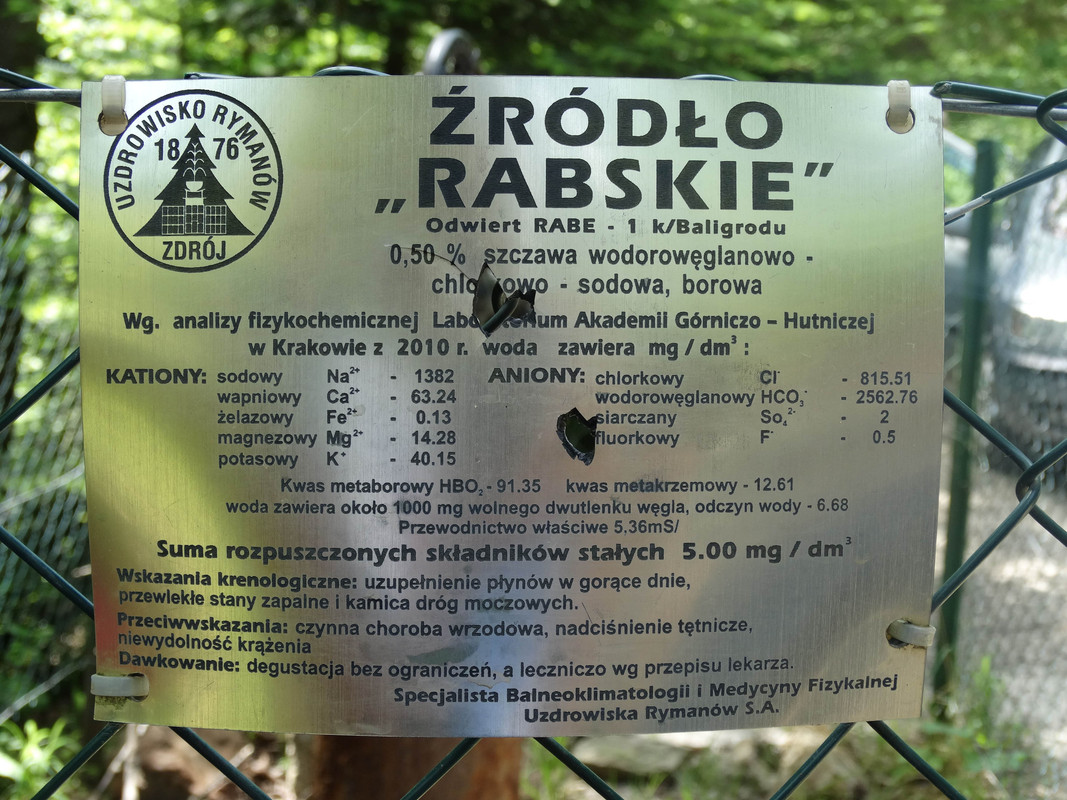 UZDROWISKO RYMANÓW
18 76
ZDRÓJ
ŹRÓDŁO
„RABSKIE”
Odwiert RABE - 1 k/Baligrodu
0,50 % szczawa wodorowęglanowo -
- sodowa, borowa
Wg. analizy fizykochemicznej Akademii Górniczo – Hutniczej
w Krakowie z 2010 r. woda zawiera mg / dm³ :
KATIONY: sodowy Na²⁺ - 1382 ANIONY: chlorkowy Cl⁻ - 815.51
wapniowy Ca²⁺ - 63.24 wodorowęglanowy HCO₃⁻ - 2562.76
żelazowy Fe²⁺ - 0.13 siarczany So₄²⁻ - 2
magnezowy Mg²⁺ - 14.28 fluorkowy F⁻ - 0.5
potasowy K⁺ - 40.15
Kwas metaborowy HBO₂ - 91.35 kwas metakrzemowy - 12.61
woda zawiera około 1000 mg wolnego dwutlenku węgla, odczyn wody - 6.68
Przewodnictwo właściwe 5.36mS/
Suma rozpuszczonych składników stałych 5.00 mg / dm³
Wskazania krenologiczne: uzupełnienie płynów w gorące dnie,
przewlekłe stany zapalne i kamica dróg moczowych.
Przeciwwskazania: czynna choroba wrzodowa, nadciśnienie tętnicze,
niewydolność krążenia
Dawkowanie: degustacja bez ograniczeń, a leczniczo wg przepisu lekarza.
Specjalista Balneoklimatologii i Medycyny Fizykalnej
Uzdrowiska Rymanów S.A.